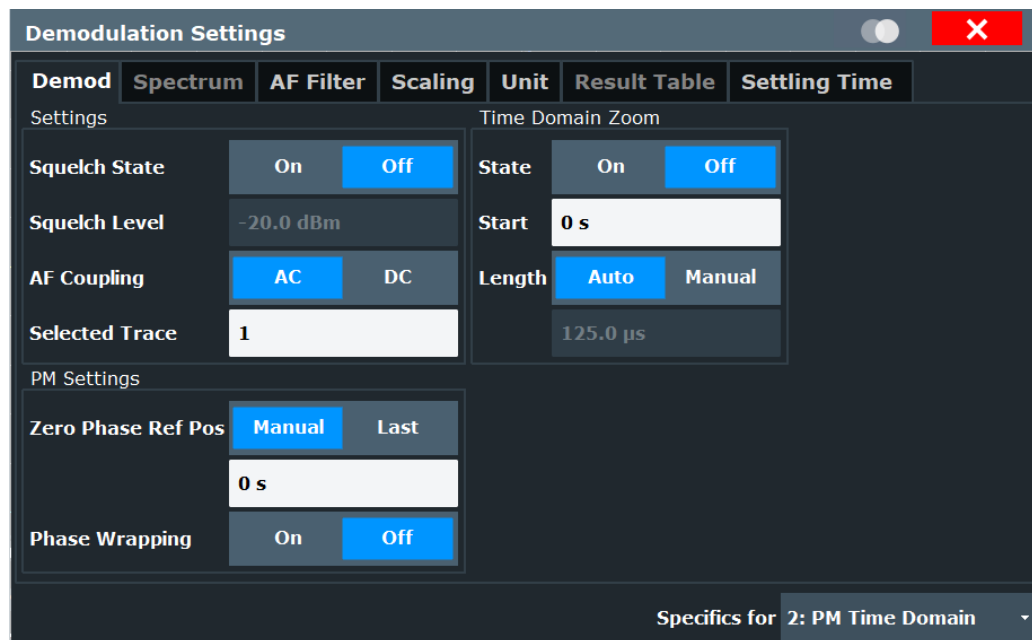 Demodulation Settings
Demod Spectrum AF Filter Scaling Unit Result Table Settling Time
Settings
Squelch State On Off
Squelch Level -20.0 dBm
AF Coupling AC DC
Selected Trace 1
Time Domain Zoom
State On Off
Start 0 s
Length Auto Manual
125.0 µs
PM Settings
Zero Phase Ref Pos Manual Last
0 s
Phase Wrapping On Off
Specifics for 2: PM Time Domain